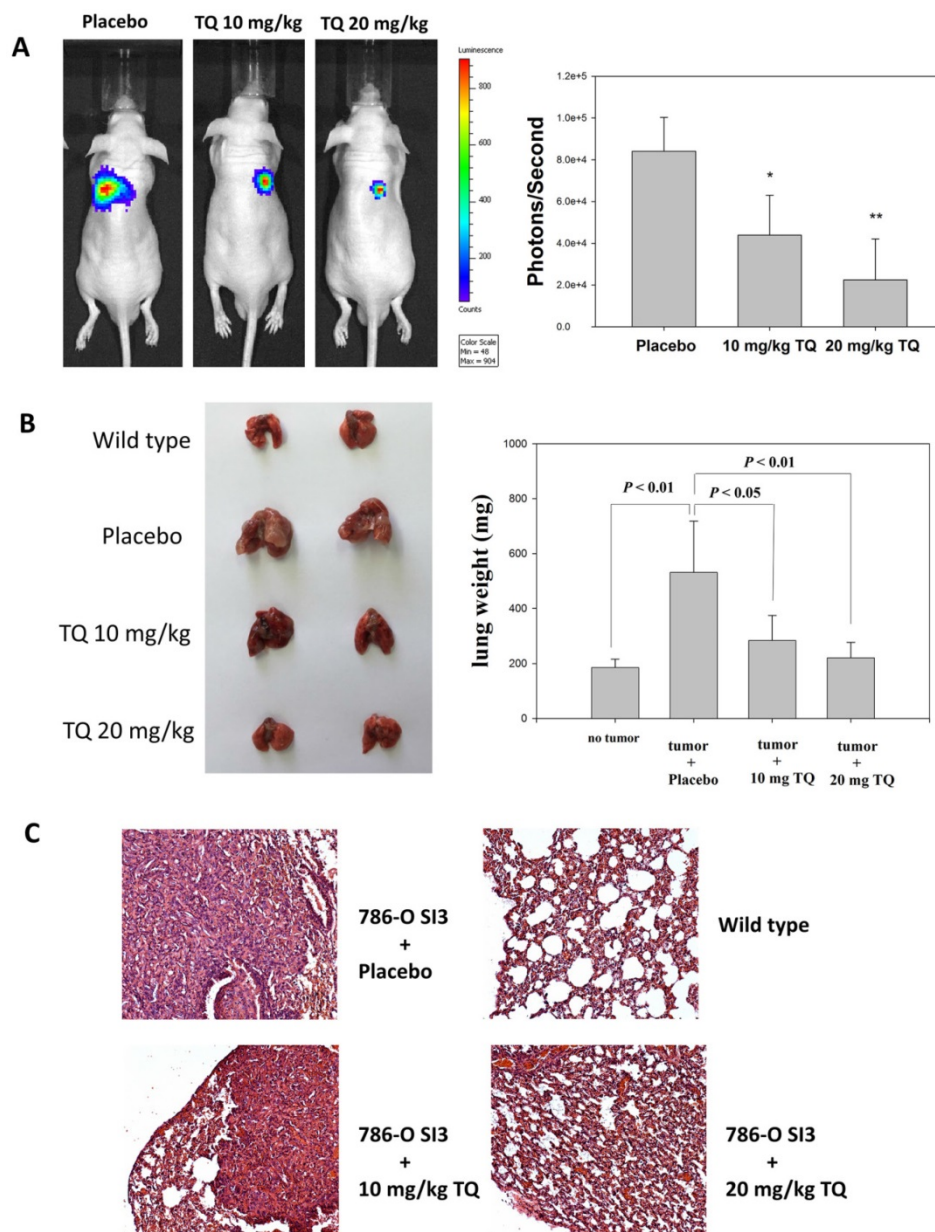 A
Placebo
TQ 10 mg/kg
TQ 20 mg/kg
Luminescence
800
600
400
200
Counts
Color Scale
Min = 48
Max = 904
Photons/Second
1.2e+5
1.0e+5
8.0e+4
6.0e+4
4.0e+4
2.0e+4
0.0
*
**
Placebo
10 mg/kg TQ
20 mg/kg TQ
B
Wild type
Placebo
TQ 10 mg/kg
TQ 20 mg/kg
lung weight (mg)
1000
800
600
400
200
0
P < 0.01
P < 0.01
P < 0.05
no tumor
tumor
+
Placebo
tumor
+
10 mg TQ
tumor
+
20 mg TQ
C
786-O SI3
+
Placebo
Wild type
786-O SI3
+
10 mg/kg TQ
786-O SI3
+
20 mg/kg TQ